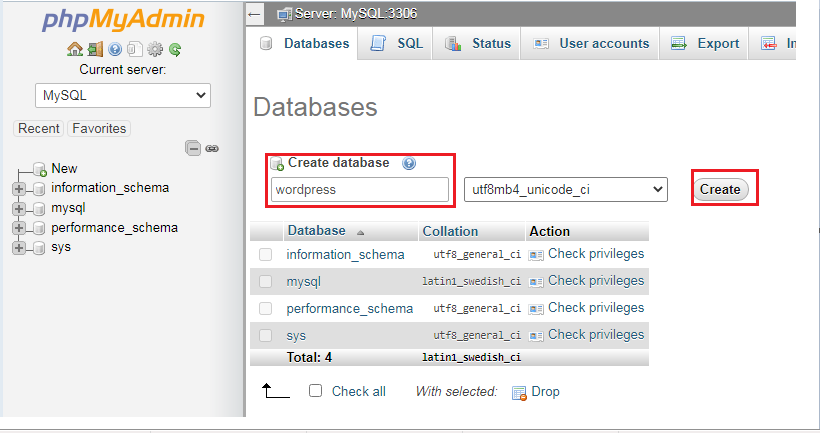 phpMyAdmin
Current server:
MySQL
Recent Favorites
New
information_schema
mysql
performance_schema
sys
Server: MySQL:3306
Databases SQL Status User accounts Export
Databases
Create database
wordpress utf8mb4_unicode_ci Create
Database Collation Action
information_schema utf8_general_ci Check privileges
mysql latin1_swedish_ci Check privileges
performance_schema utf8_general_ci Check privileges
sys utf8_general_ci Check privileges
Total: 4 latin1_swedish_ci
Check all With selected: Drop